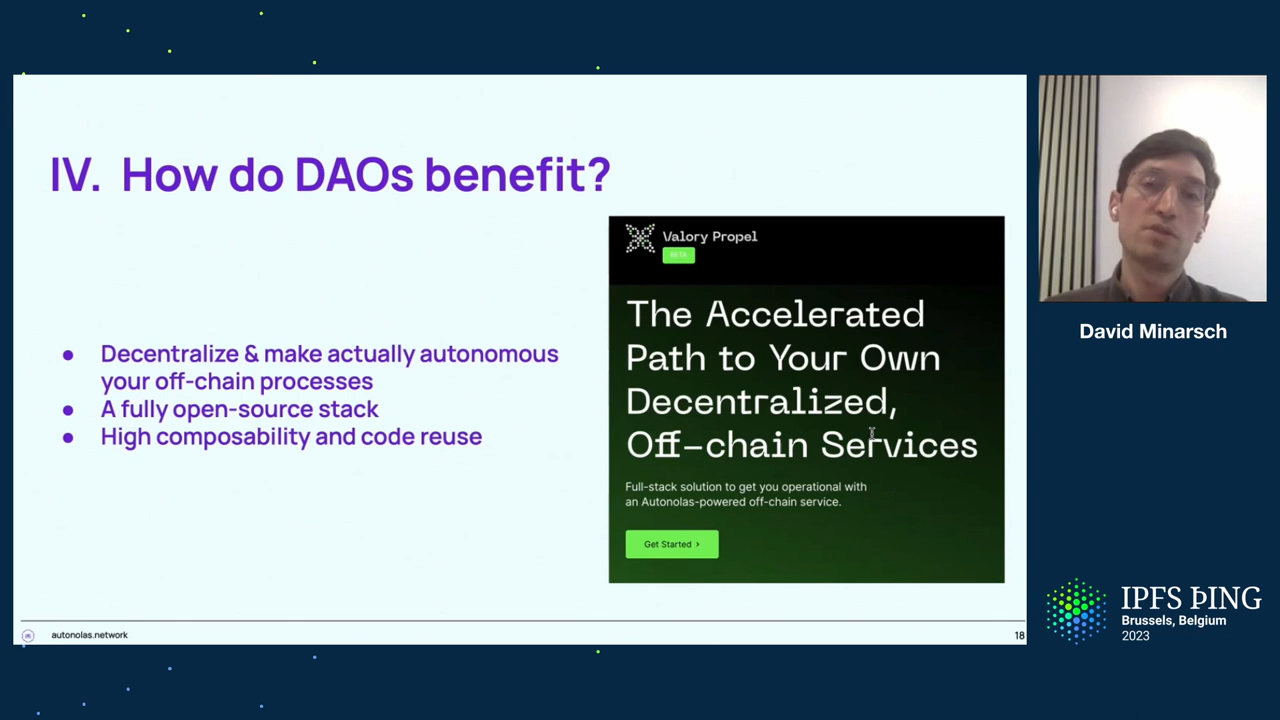 IV. How do DAOs benefit?
● Decentralize & make actually autonomous
your off-chain processes
● A fully open-source stack
● High composability and code reuse
Valory Propel
BETA
The Accelerated
Path to Your Own
Decentralized,
Off-chain Services
Full-stack solution to get you operational with
an Autonolas-powered off-chain service.
Get Started >
autonolas.network
18
David Minarsch
IPFS ÞING
Brussels, Belgium
2023